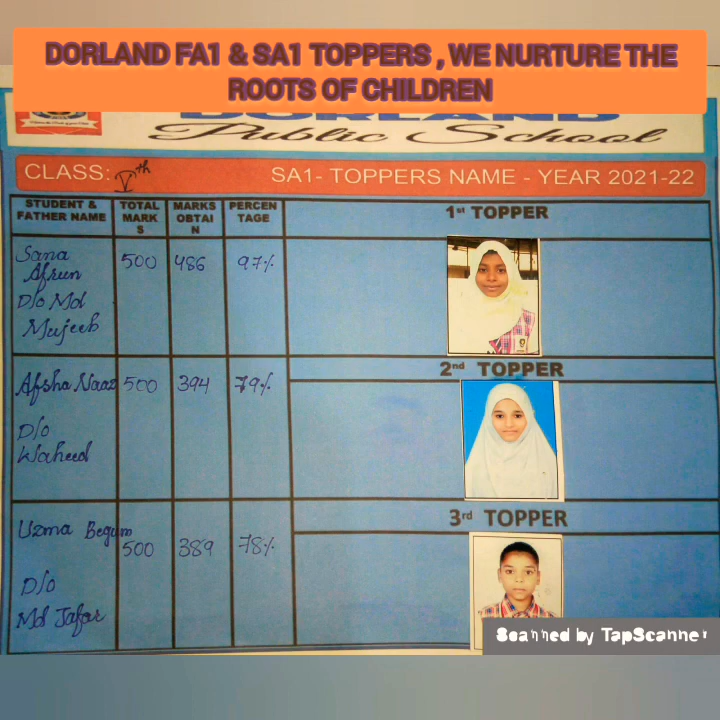 DORLAND FA1 & SA1 TOPPERS , WE NURTURE THE
ROOTS OF CHILDREN
DORLAND
Public School
CLASS: Vth
SA1- TOPPERS NAME - YEAR 2021-22
STUDENT & FATHER NAME
TOTAL MARKS
MARKS OBTAIN
PERCENTAGE
1st TOPPER
Sana
Afrun
D/o Md
Mujeeb
500
486
97%
2nd TOPPER
Afsha Naaz
D/o
Waheed
500
394
79%
3rd TOPPER
Uzma Begum
D/o
Md Jafar
500
389
78%
Scanned by TapScanner